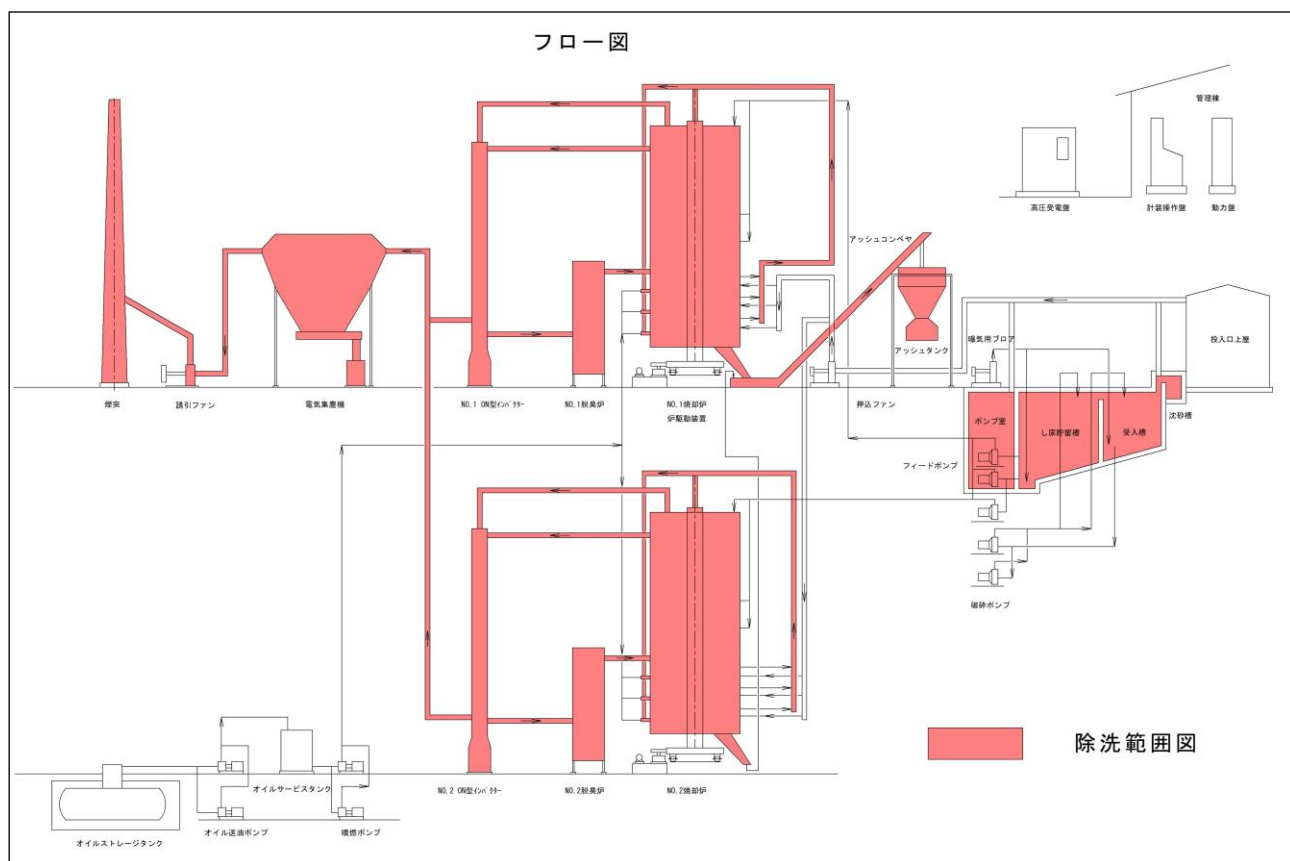 フロー図
管理棟
高圧受電盤
計装操作盤
動力盤
アッシュコンベヤ
アッシュタンク
曝気用ブロア
投入口上屋
煙突
誘引ファン
電気集塵機
NO.1 ON型インバクター
NO.1脱臭炉
NO.1焼却炉
炉駆動装置
押込ファン
ポンプ室
し尿貯留槽
受入槽
沈砂槽
フィードポンプ
破砕ポンプ
除洗範囲図
オイルサービスタンク
NO.2 ON型インバクター
NO.2脱臭炉
NO.2焼却炉
オイルストレージタンク
オイル送油ポンプ
噴燃ポンプ